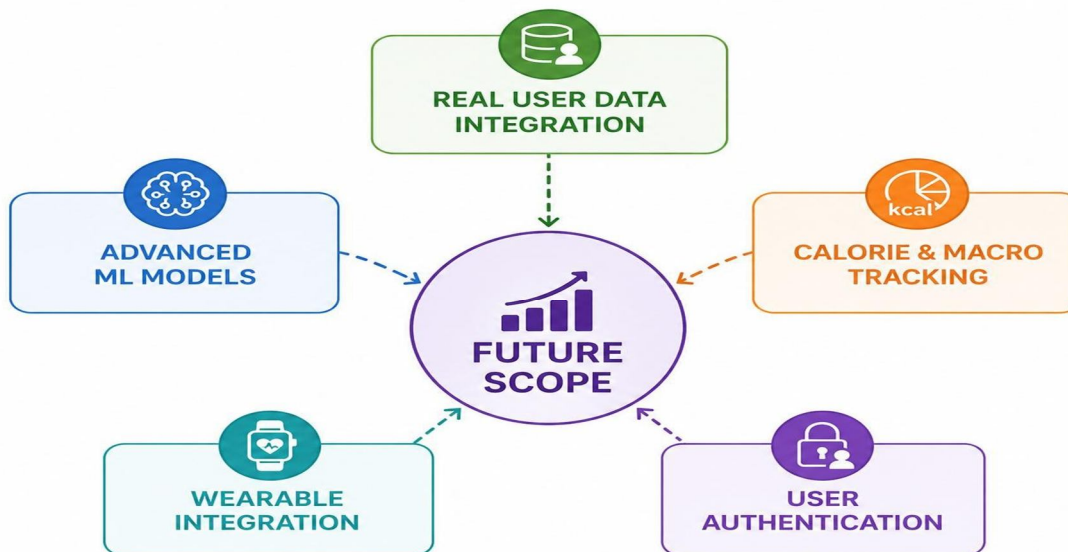 REAL USER DATA
INTEGRATION
ADVANCED
ML MODELS
kcal
CALORIE & MACRO
TRACKING
FUTURE
SCOPE
WEARABLE
INTEGRATION
USER
AUTHENTICATION